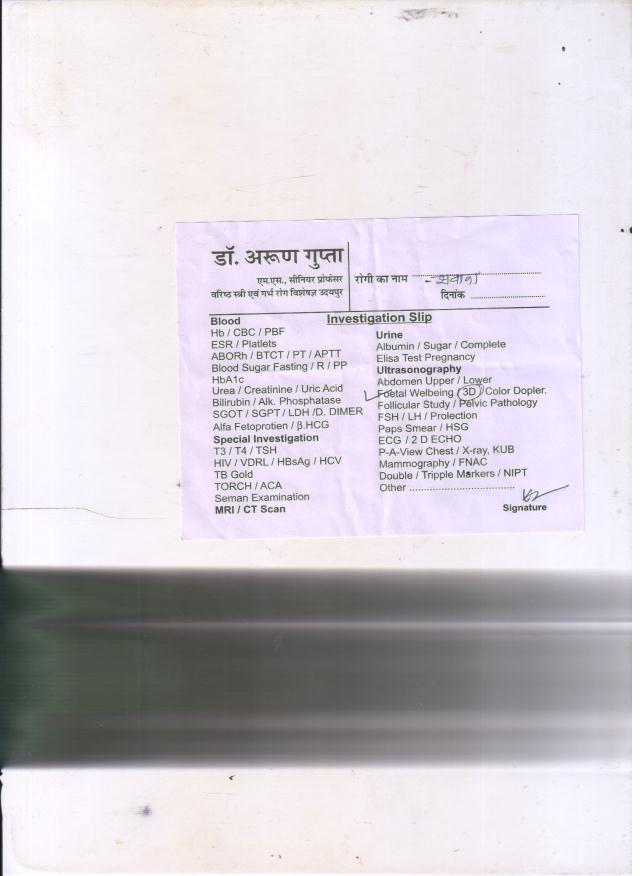 डॉ. अरूण गुप्ता
एम.एस., सीनियर प्रोफेसर
वरिष्ठ स्त्री एवं गर्भ रोग विशेषज्ञ उदयपुर
रोगी का नाम
दिनांक
Investigation Slip
Blood
Hb / CBC / PBF
ESR / Platlets
ABORh / BTCT / PT / APTT
Blood Sugar Fasting / R / PP
HbA1c
Urea / Creatinine / Uric Acid
Bilirubin / Alk. Phosphatase
SGOT / SGPT / LDH /D. DIMER
Alfa Fetoprotien / β.HCG
Special Investigation
T3 / T4 / TSH
HIV / VDRL / HBsAg / HCV
TB Gold
TORCH / ACA
Seman Examination
MRI / CT Scan
Urine
Albumin / Sugar / Complete
Elisa Test Pregnancy
Ultrasonography
Abdomen Upper / Lower
Foetal Welbeing / 3D / Color Dopler.
Follicular Study / Pelvic Pathology
FSH / LH / Prolection
Paps Smear / HSG
ECG / 2 D ECHO
P-A-View Chest / X-ray, KUB
Mammography / FNAC
Double / Tripple Markers / NIPT
Other ................................
Signature